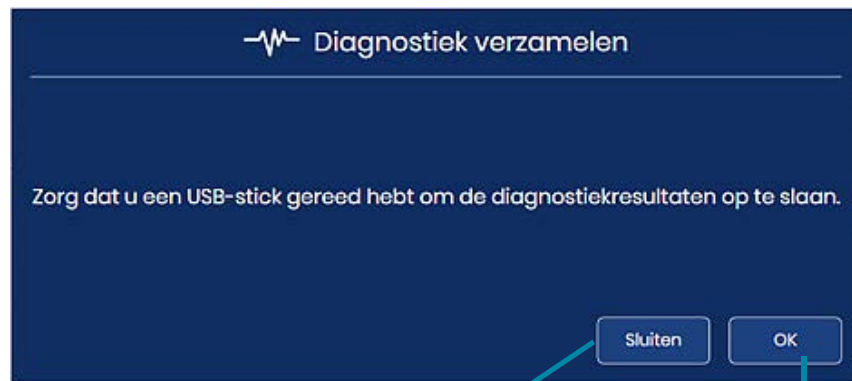 Diagnostiek verzamelen
Zorg dat u een USB-stick gereed hebt om de diagnostiekresultaten op te slaan.
Sluiten
OK